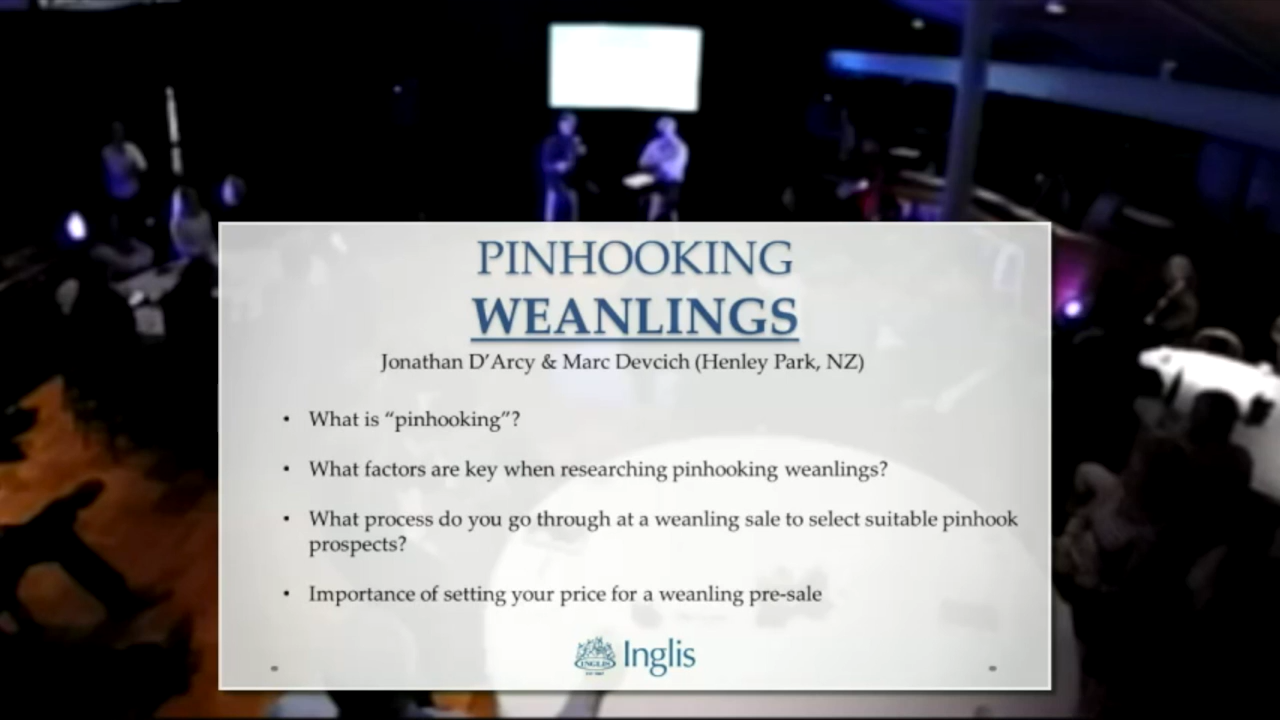 PINHOOKING
WEANLINGS
Jonathan D’Arcy & Marc Devcich (Henley Park, NZ)
• What is “pinhooking”?
• What factors are key when researching pinhooking weanlings?
• What process do you go through at a weanling sale to select suitable pinhook
prospects?
• Importance of setting your price for a weanling pre-sale
INGLIS
Inglis